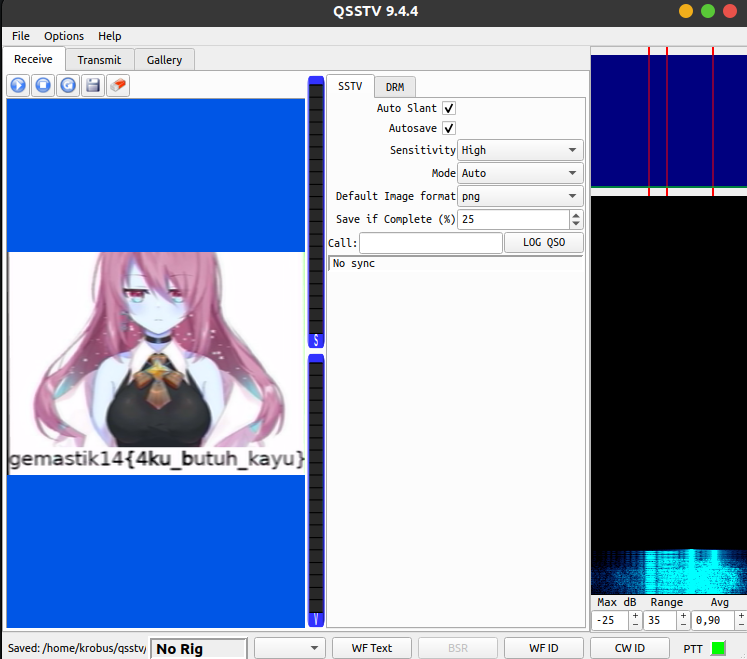 QSSTV 9.4.4
File Options Help
Receive Transmit Gallery
SSTV DRM
Auto Slant
Autosave
Sensitivity High
Mode Auto
Default Image format png
Save if Complete (%) 25
Call: LOG QSO
No sync
S
gemastik14{4ku_butuh_kayu}
V
Max dB Range Avg
-25 35 0,90
Saved: /home/krobus/qsstv/ No Rig WF Text BSR WF ID CW ID PTT